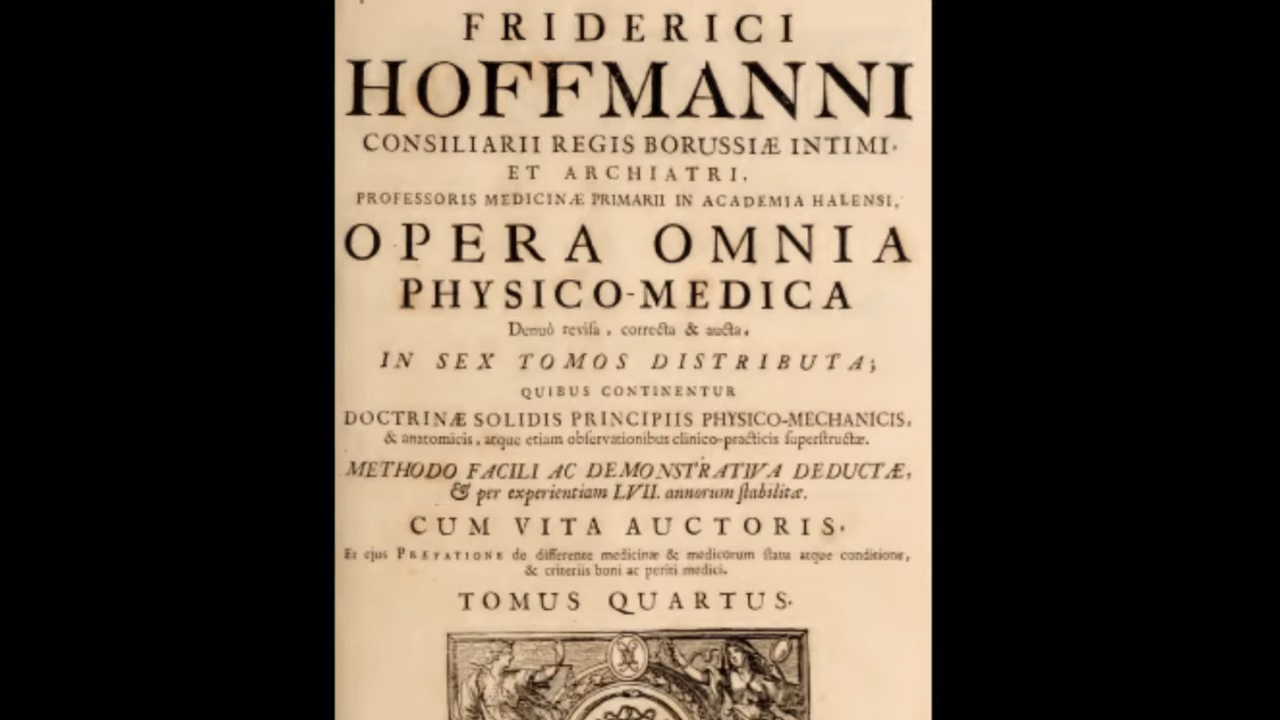 FRIDERICI
HOFFMANNI
CONSILIARII REGIS BORUSSIÆ INTIMI
ET ARCHIATRI,
PROFESSORIS MEDICINÆ PRIMARII IN ACADEMIA HALENSI,
OPERA OMNIA
PHYSICO-MEDICA
Denuò reviſa, correcta & aucta,
IN SEX TOMOS DISTRIBUTA;
QUIBUS CONTINENTUR
DOCTRINÆ SOLIDIS PRINCIPIIS PHYSICO-MECHANICIS,
& anatomicis, atque etiam obſervationibus clinico-practicis ſuperſtructæ.
METHODO FACILI AC DEMONSTRATIVA DEDUCTÆ,
& per experientiam LVII. annorum ſtabilitæ.
CUM VITA AUCTORIS.
Et ejus PRÆFATIONE de differente medicinæ & medicorum ſtatu atque conditione,
& criteriis boni ac periti medici.
TOMUS QUARTUS.